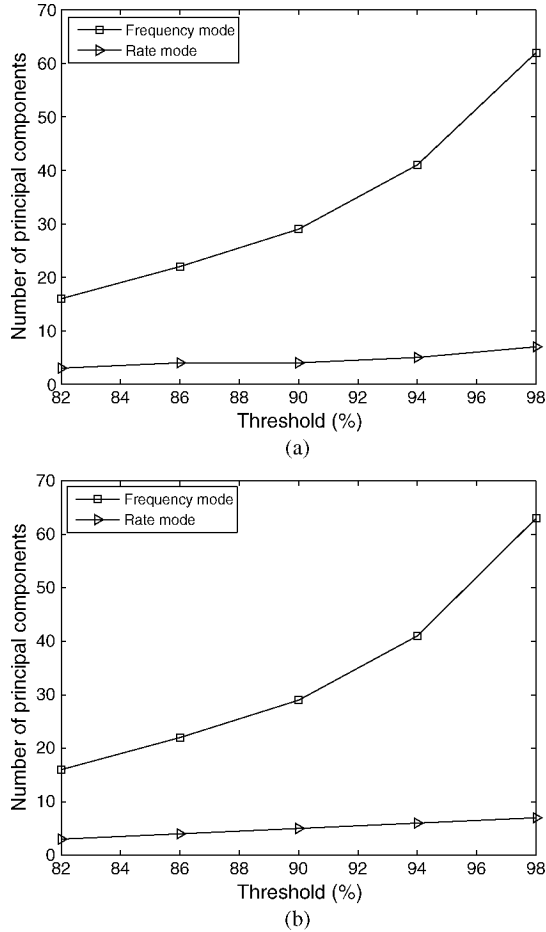 70
60
50
40
30
20
10
0
Number of principal components
Frequency mode
Rate mode
82 84 86 88 90 92 94 96 98
Threshold (%)
(a)
70
60
50
40
30
20
10
0
Number of principal components
Frequency mode
Rate mode
82 84 86 88 90 92 94 96 98
Threshold (%)
(b)